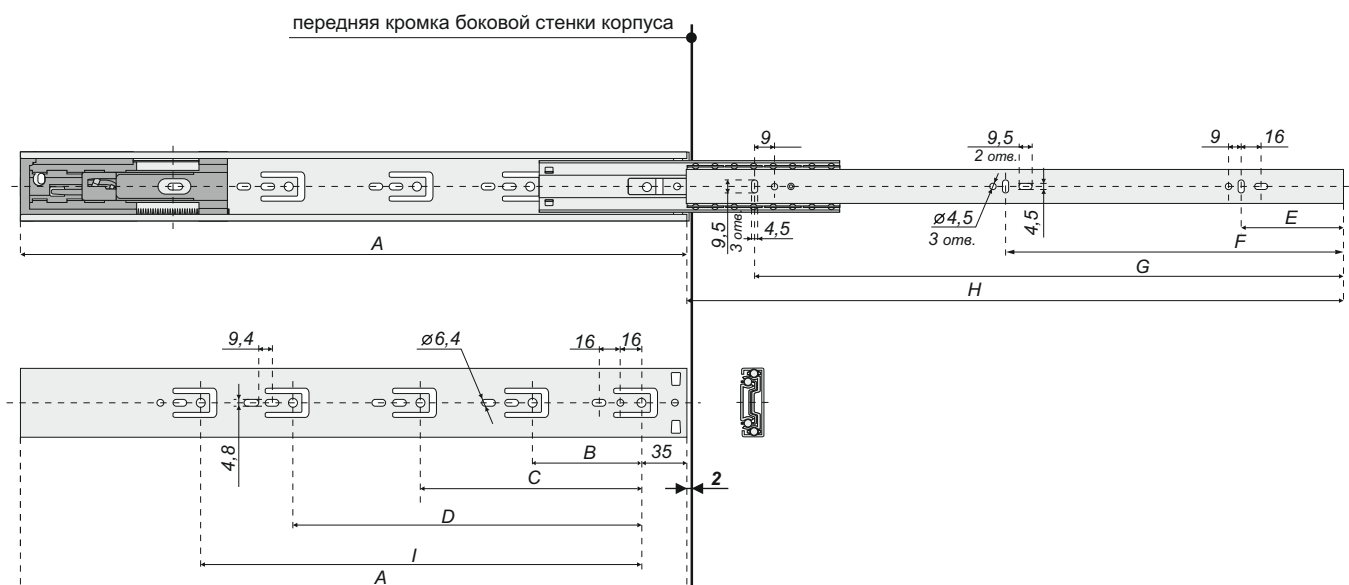 передняя кромка боковой стенки корпуса
9
9,5
2 отв.
9
16
A
9,5
3 отв.
4,5
ø4,5
3 отв.
4,5
E
F
G
H
9,4
ø6,4
16
16
4,8
B
35
C
2
D
I
A